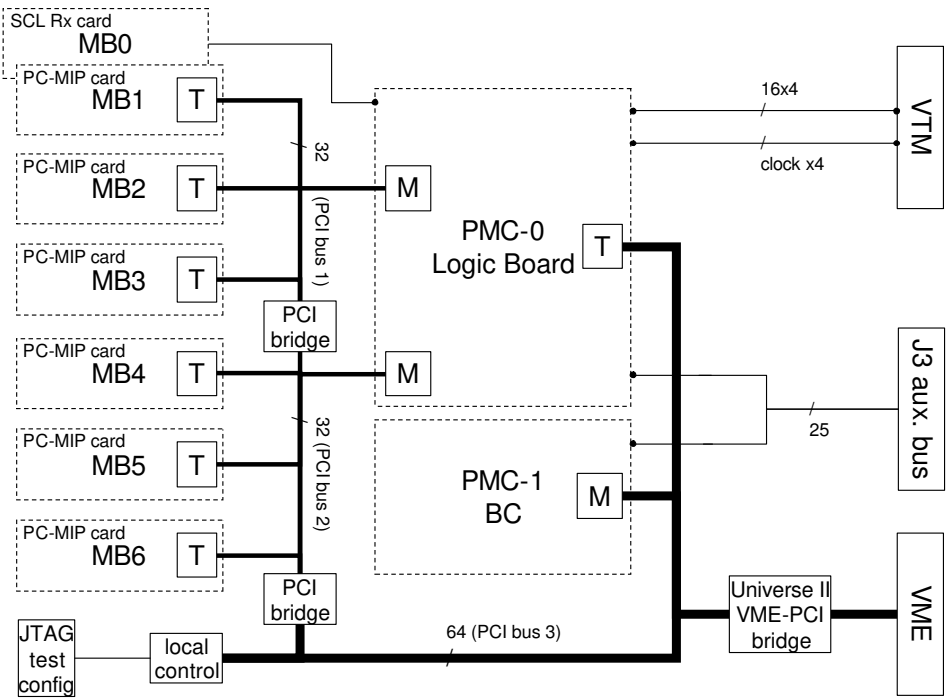 SCL Rx card
MB0
PC-MIP card
MB1
T
PC-MIP card
MB2
T
PC-MIP card
MB3
T
PC-MIP card
MB4
T
PC-MIP card
MB5
T
PC-MIP card
MB6
T
32
(PCI bus 1)
PCI
bridge
32 (PCI bus 2)
PCI
bridge
M
M
PMC-0
Logic Board
T
PMC-1
BC
M
16x4
clock x4
VTM
25
J3 aux. bus
Universe II
VME-PCI
bridge
VME
JTAG
test
config
local
control
64 (PCI bus 3)